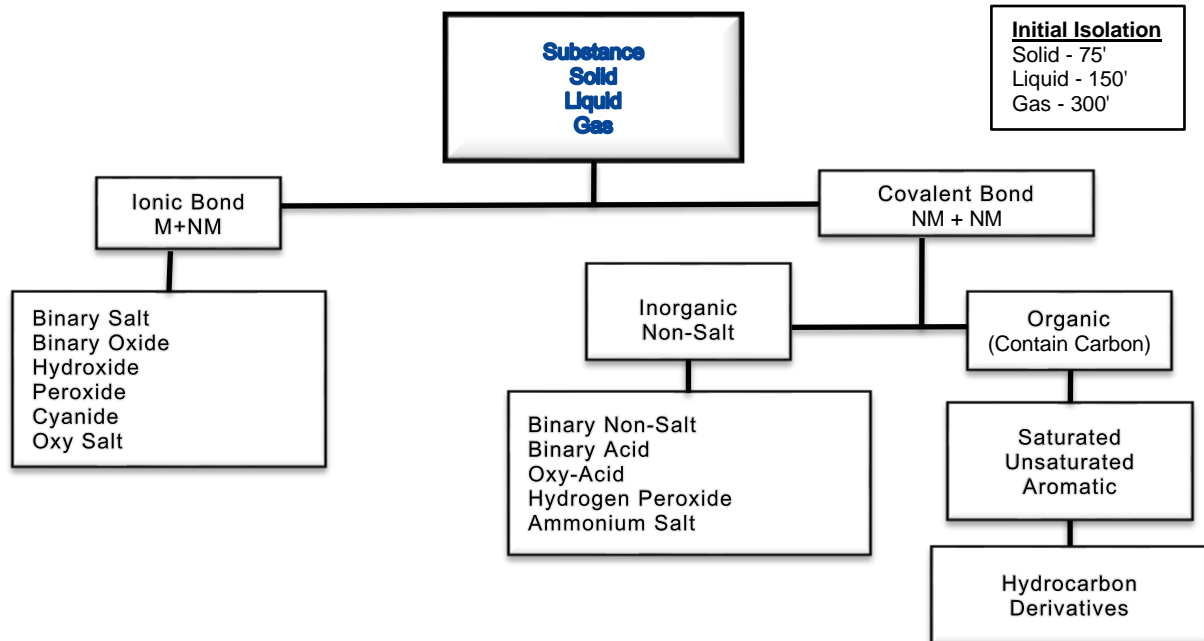 Substance
Solid
Liquid
Gas
Initial Isolation
Solid - 75'
Liquid - 150'
Gas - 300'
Ionic Bond
M+NM
Covalent Bond
NM + NM
Binary Salt
Binary Oxide
Hydroxide
Peroxide
Cyanide
Oxy Salt
Inorganic
Non-Salt
Organic
(Contain Carbon)
Binary Non-Salt
Binary Acid
Oxy-Acid
Hydrogen Peroxide
Ammonium Salt
Saturated
Unsaturated
Aromatic
Hydrocarbon
Derivatives